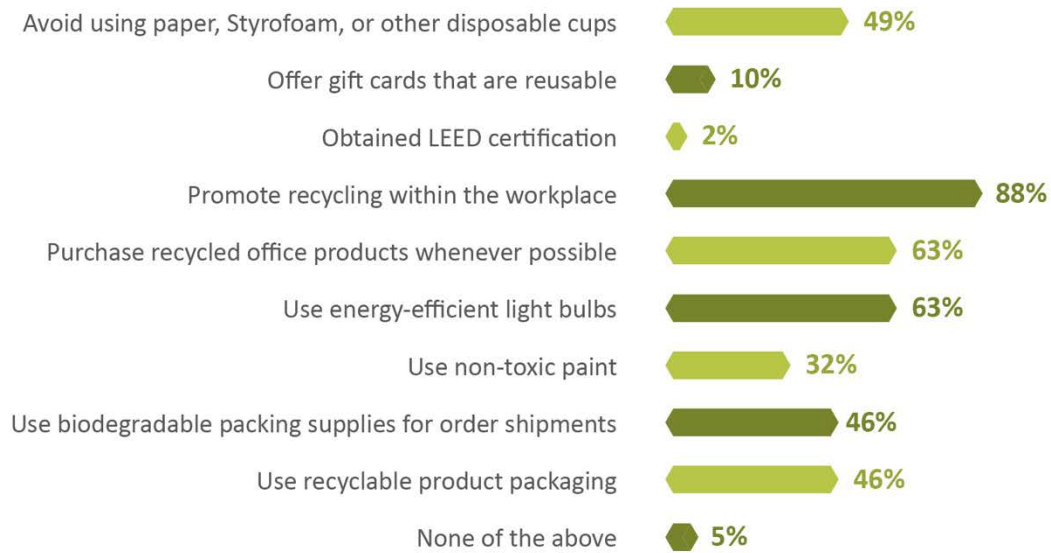 Avoid using paper, Styrofoam, or other disposable cups 49%
Offer gift cards that are reusable 10%
Obtained LEED certification 2%
Promote recycling within the workplace 88%
Purchase recycled office products whenever possible 63%
Use energy-efficient light bulbs 63%
Use non-toxic paint 32%
Use biodegradable packing supplies for order shipments 46%
Use recyclable product packaging 46%
None of the above 5%